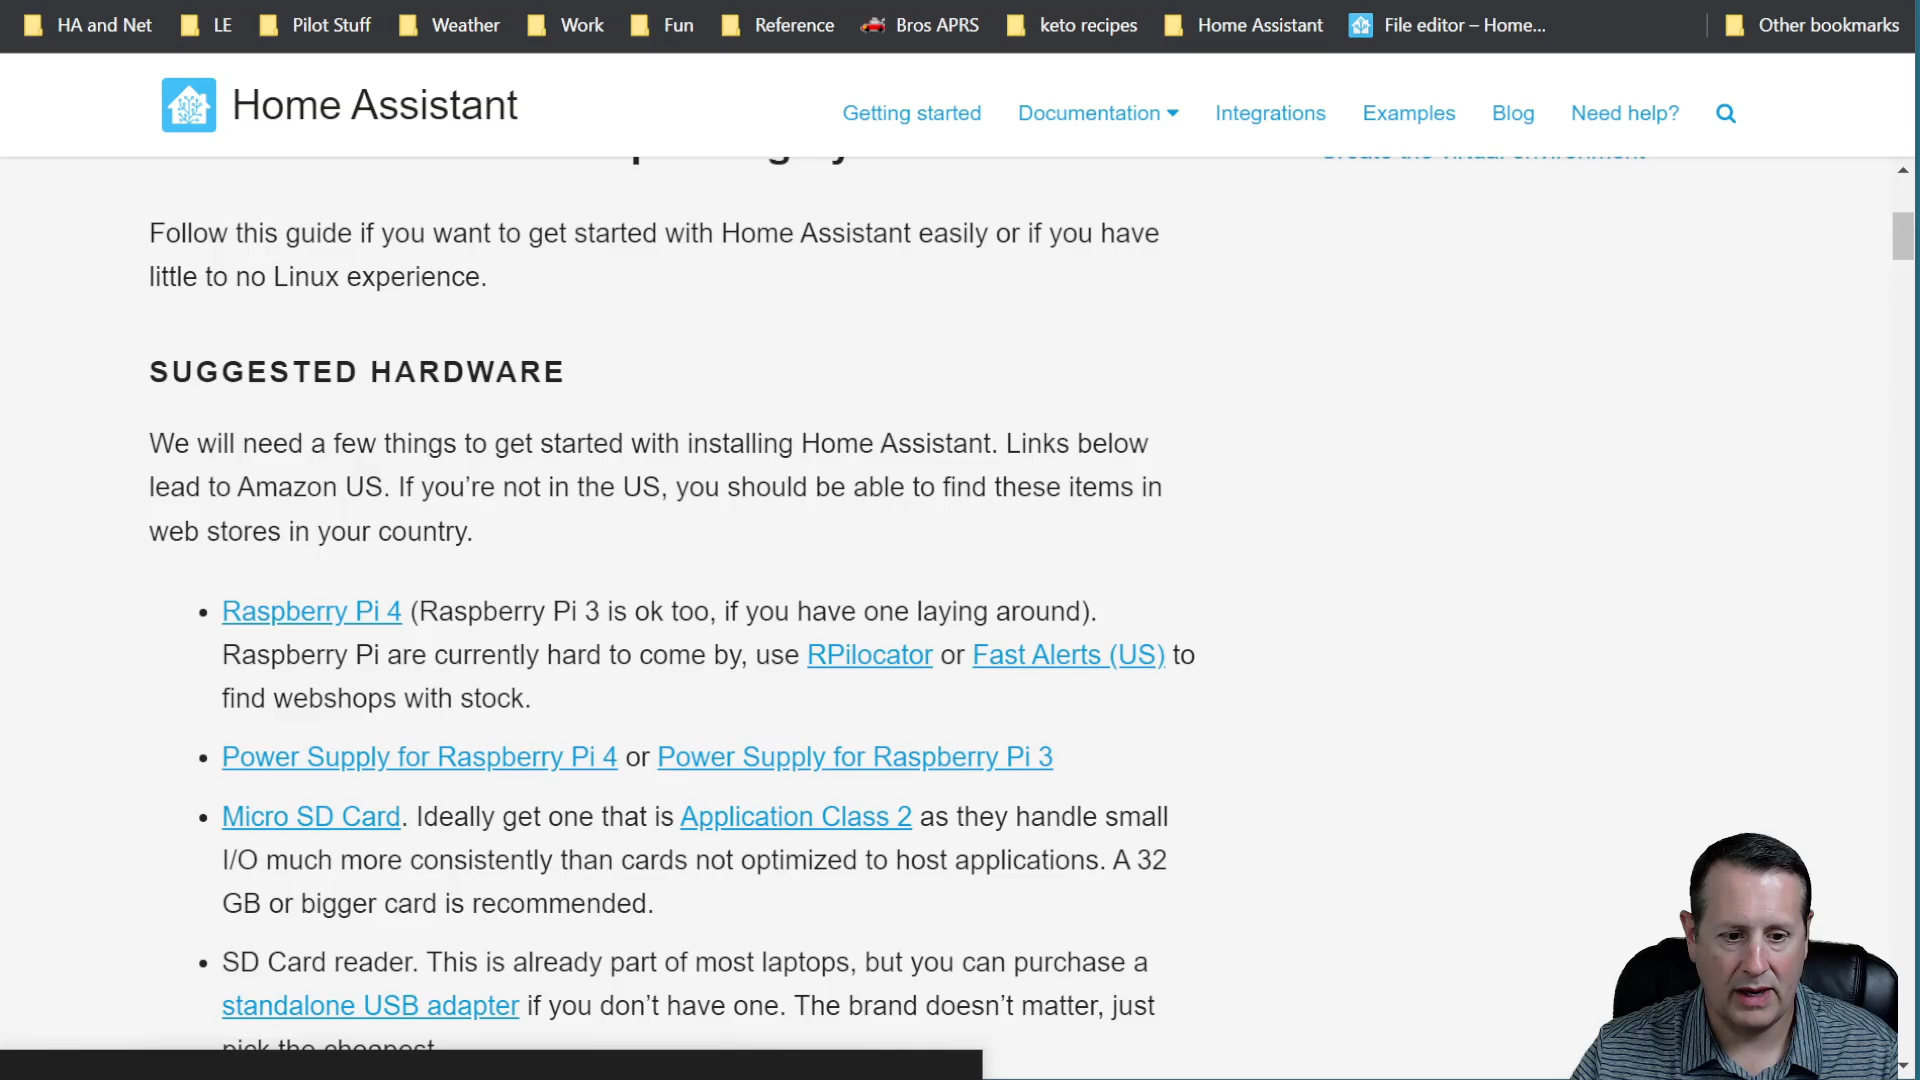 HA and Net LE Pilot Stuff Weather Work Fun Reference Bros APRS keto recipes Home Assistant File editor – Home... Other bookmarks
Home Assistant
Getting started Documentation Integrations Examples Blog Need help?
Follow this guide if you want to get started with Home Assistant easily or if you have
little to no Linux experience.
SUGGESTED HARDWARE
We will need a few things to get started with installing Home Assistant. Links below
lead to Amazon US. If you’re not in the US, you should be able to find these items in
web stores in your country.
• Raspberry Pi 4 (Raspberry Pi 3 is ok too, if you have one laying around).
Raspberry Pi are currently hard to come by, use RPilocator or Fast Alerts (US) to
find webshops with stock.
• Power Supply for Raspberry Pi 4 or Power Supply for Raspberry Pi 3
• Micro SD Card. Ideally get one that is Application Class 2 as they handle small
I/O much more consistently than cards not optimized to host applications. A 32
GB or bigger card is recommended.
• SD Card reader. This is already part of most laptops, but you can purchase a
standalone USB adapter if you don’t have one. The brand doesn’t matter, just
pick the cheapest.